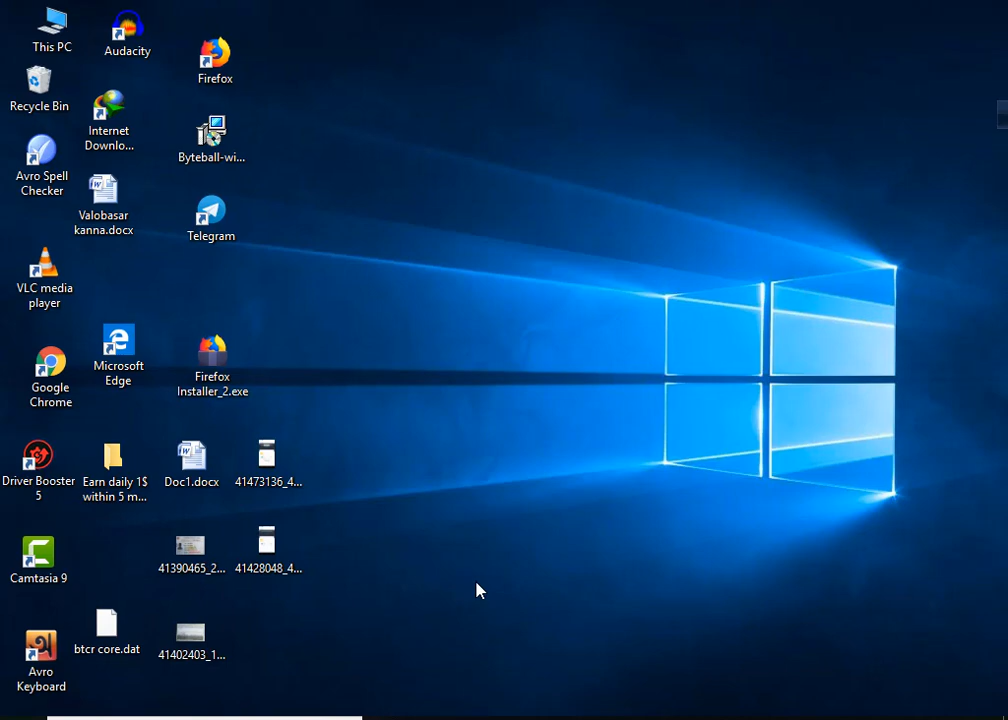 This PC
Audacity
Firefox
Recycle Bin
Internet
Downlo...
Byteball-wi...
Avro Spell
Checker
Valobasar
kanna.docx
Telegram
VLC media
player
Microsoft
Edge
Google
Chrome
Firefox
Installer_2.exe
Driver Booster
5
Earn daily 1$
within 5 m...
Doc1.docx
41473136_4...
Camtasia 9
41390465_2...
41428048_4...
btcr core.dat
41402403_1...
অ
Avro
Keyboard